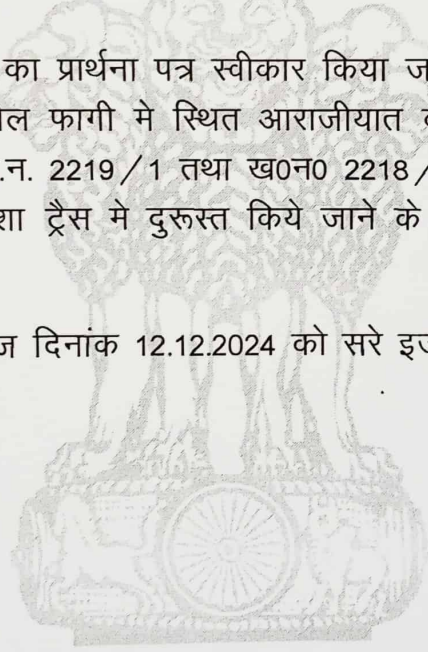 का प्रार्थना पत्र स्वीकार किया
फागी मे स्थित आराजीयात
2219/1 तथा ख0न0 2218/
ट्रैस मे दुरूस्त किये जाने के
दिनांक 12.12.2024 को सरे